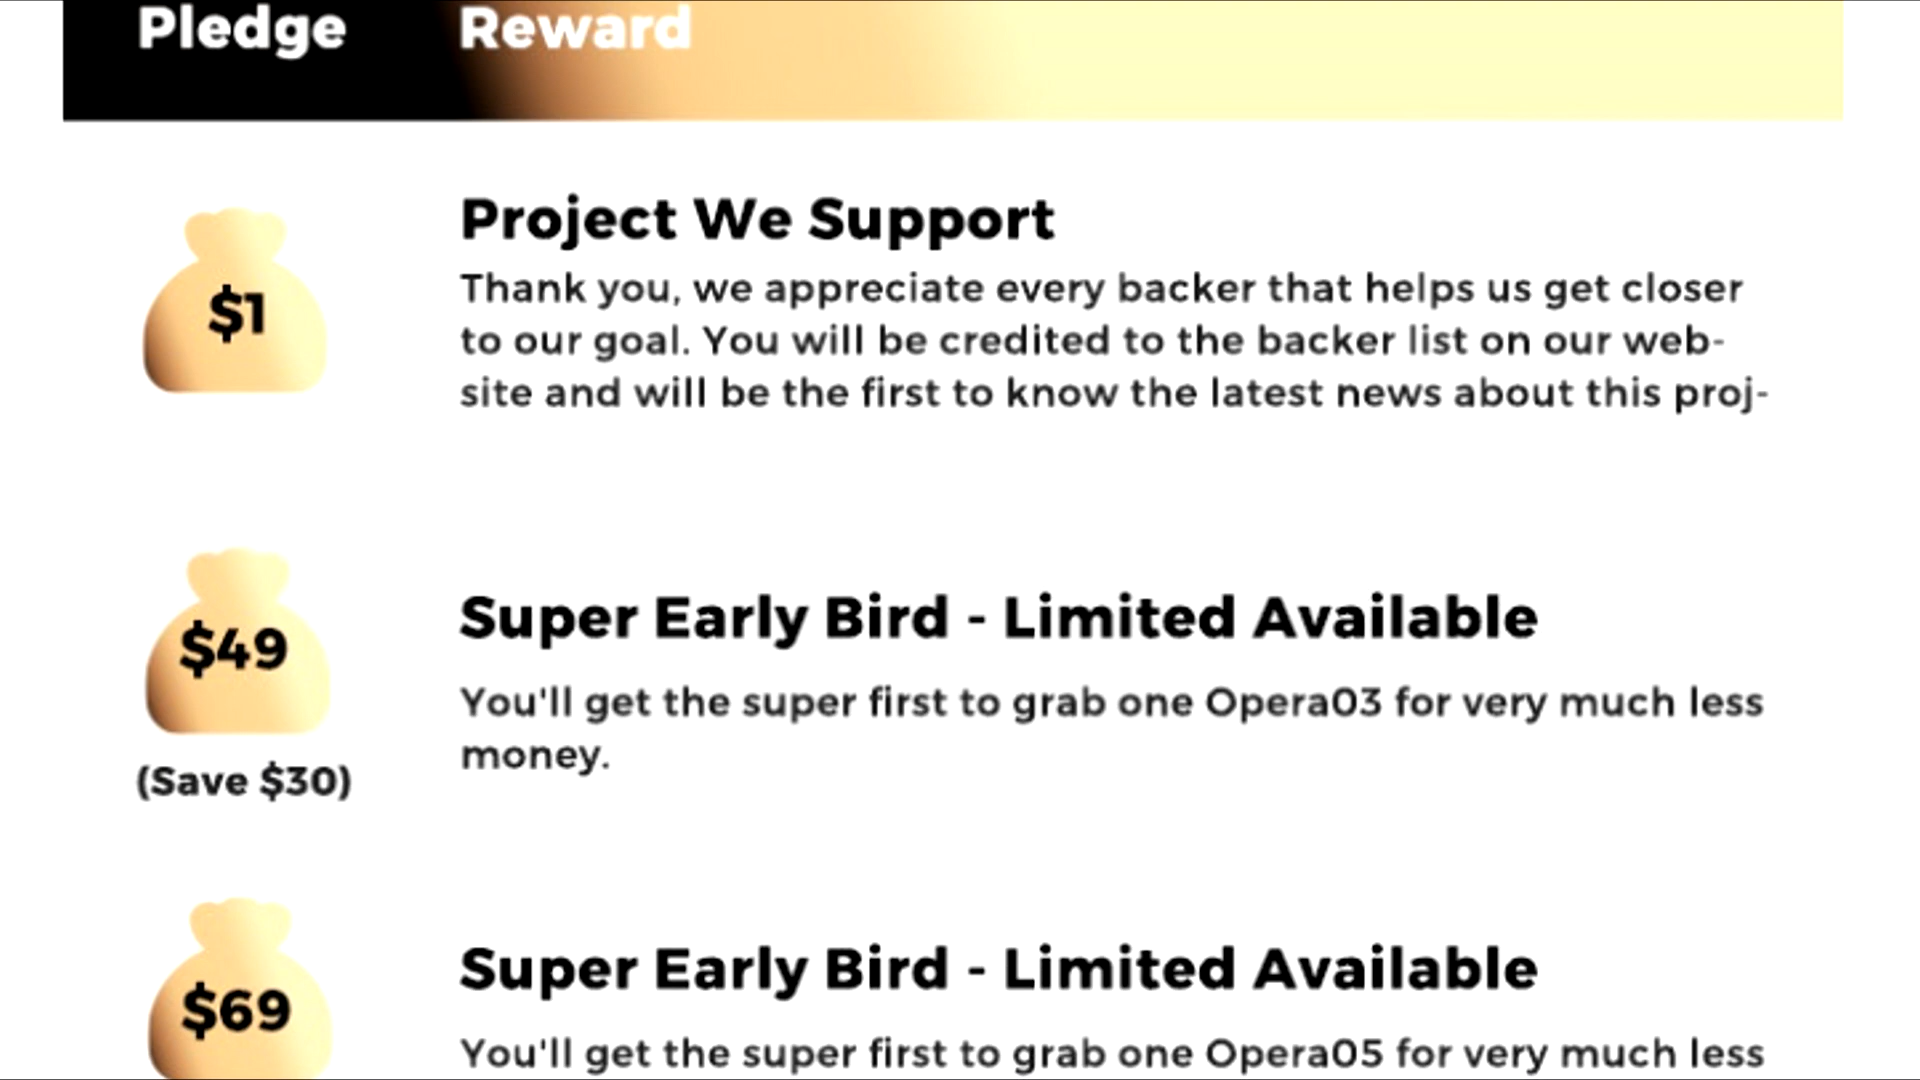 Pledge Reward
Project We Support
$1
Thank you, we appreciate every backer that helps us get closer
to our goal. You will be credited to the backer list on our web-
site and will be the first to know the latest news about this proj-
Super Early Bird - Limited Available
$49
You'll get the super first to grab one Opera03 for very much less
money.
(Save $30)
Super Early Bird - Limited Available
$69
You'll get the super first to grab one Opera05 for very much less